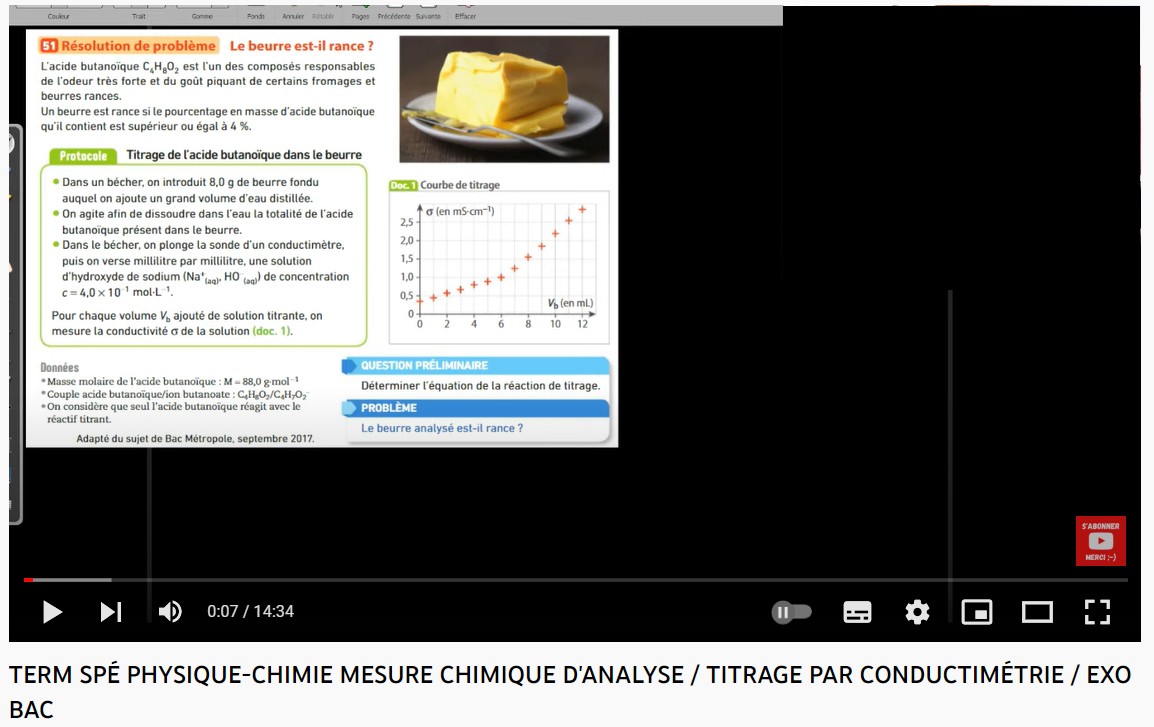 Couleur Trait Gomme Fonds Annuler Rétablir Pages Précédente Suivante Effacer
51 Résolution de problème Le beurre est-il rance ?
L'acide butanoïque C4H8O2 est l'un des composés responsables
de l'odeur très forte et du goût piquant de certains fromages et
beurres rances.
Un beurre est rance si le pourcentage en masse d'acide butanoïque
qu'il contient est supérieur ou égal à 4 %.
Protocole Titrage de l'acide butanoïque dans le beurre
• Dans un bécher, on introduit 8,0 g de beurre fondu
auquel on ajoute un grand volume d'eau distillée.
• On agite afin de dissoudre dans l'eau la totalité de l'acide
butanoïque présent dans le beurre.
• Dans le bécher, on plonge la sonde d'un conductimètre,
puis on verse millilitre par millilitre, une solution
d'hydroxyde de sodium (Na⁺(aq), HO⁻(aq)) de concentration
c = 4,0 × 10⁻¹ mol·L⁻¹.
Pour chaque volume Vb ajouté de solution titrante, on
mesure la conductivité σ de la solution (doc. 1).
Doc. 1 Courbe de titrage
σ (en mS·cm⁻¹)
2,5
2,0
1,5
1,0
0,5
0
Vb (en mL)
0 2 4 6 8 10 12
Données
* Masse molaire de l'acide butanoïque : M = 88,0 g·mol⁻¹
* Couple acide butanoïque/ion butanoate : C4H8O2/C4H7O2⁻
* On considère que seul l'acide butanoïque réagit avec le
réactif titrant.
Adapté du sujet de Bac Métropole, septembre 2017.
QUESTION PRÉLIMINAIRE
Déterminer l'équation de la réaction de titrage.
PROBLÈME
Le beurre analysé est-il rance ?
S'ABONNER
MERCI ;-)
0:07 / 14:34
TERM SPÉ PHYSIQUE-CHIMIE MESURE CHIMIQUE D'ANALYSE / TITRAGE PAR CONDUCTIMÉTRIE / EXO
BAC